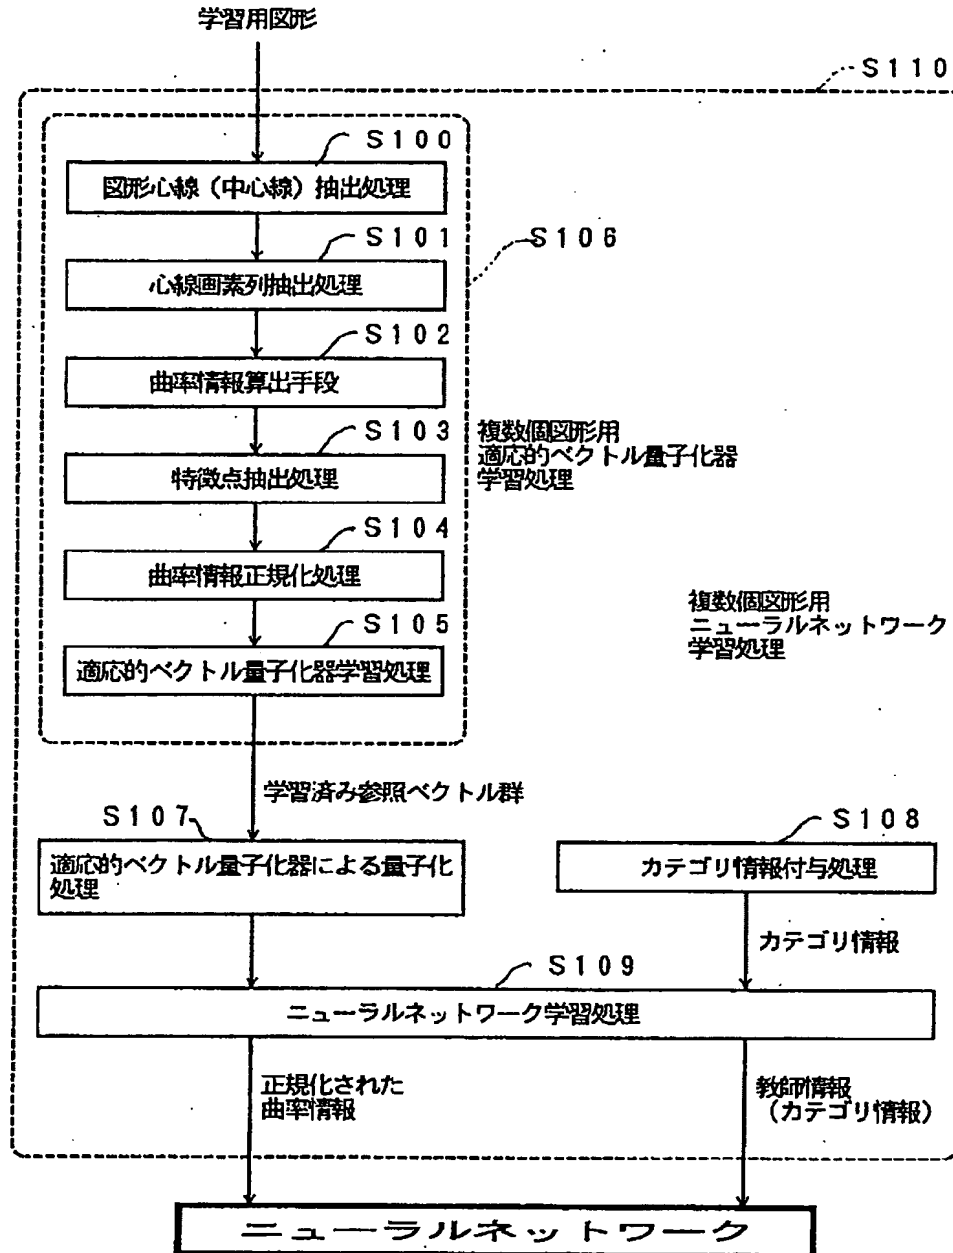 学習用図形
S110
S100
図形心線（中心線）抽出処理
S101
S106
心線画素列抽出処理
S102
曲率情報算出手段
S103
複数個図形用
適応的ベクトル量子化器
学習処理
特徴点抽出処理
S104
曲率情報正規化処理
複数個図形用
ニューラルネットワーク
学習処理
S105
適応的ベクトル量子化器学習処理
学習済み参照ベクトル群
S107
S108
適応的ベクトル量子化器による量子化
処理
カテゴリ情報付与処理
カテゴリ情報
S109
ニューラルネットワーク学習処理
正規化された
曲率情報
教師情報
（カテゴリ情報）
ニューラルネットワーク